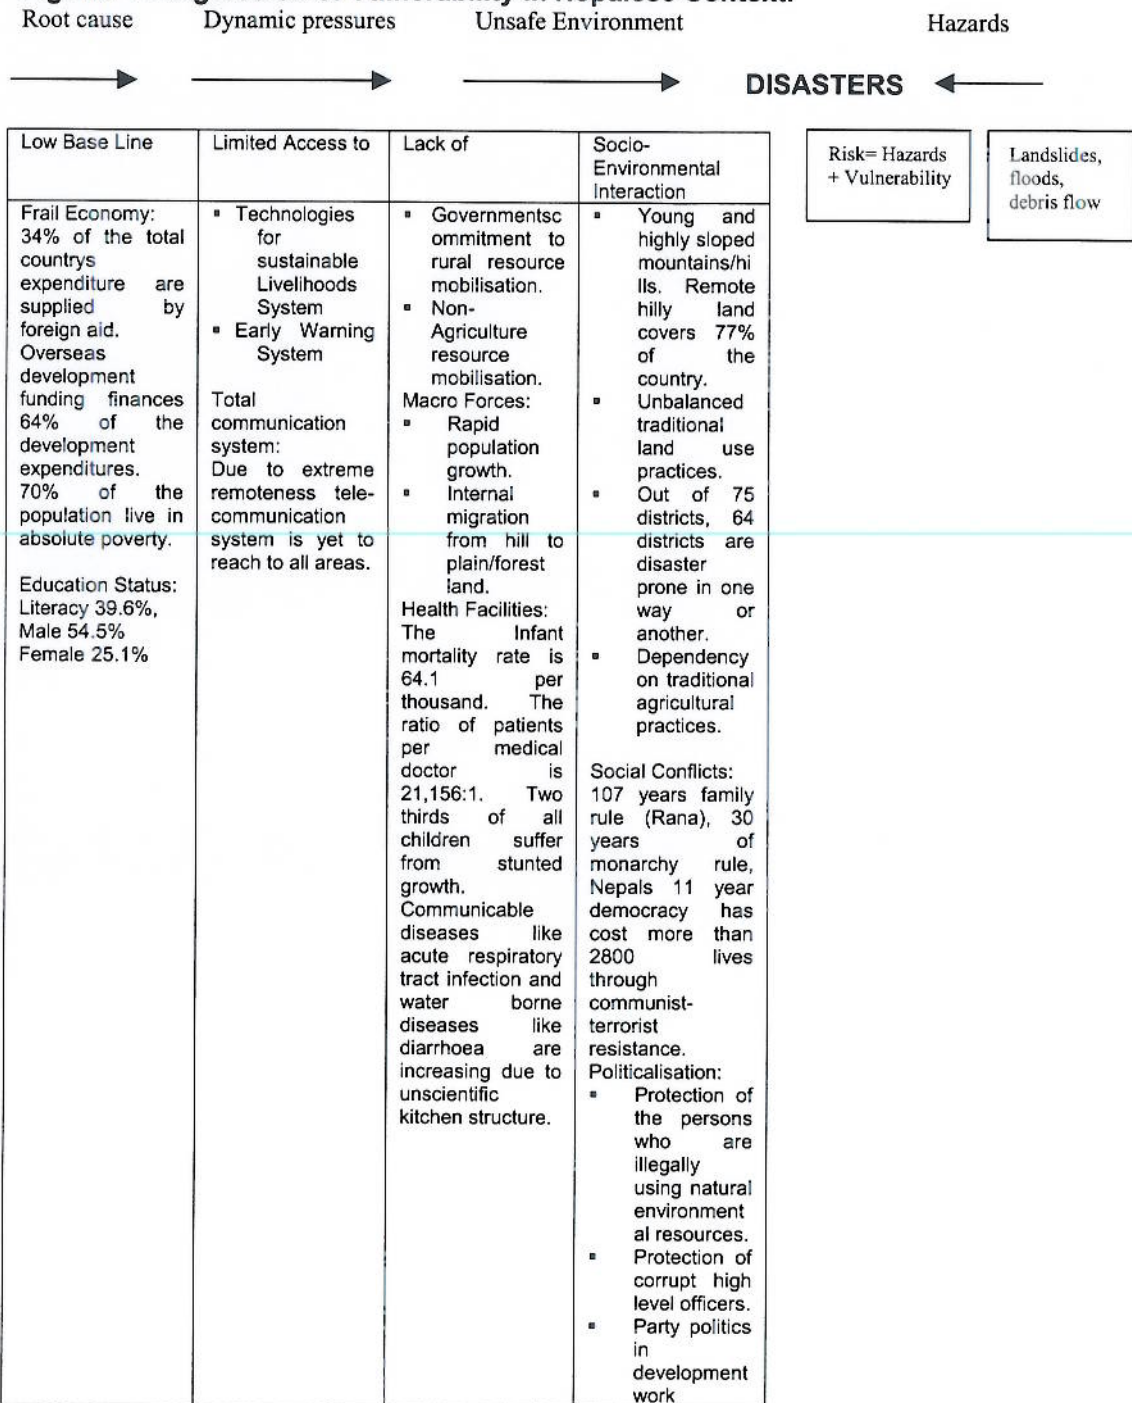 Vulnerability in Nepalese Context.
Root cause Dynamic pressures Unsafe Environment Hazards
DISASTERS
Low Base Line
Frail Economy:
34% of the total
countrys
expenditure are
supplied by
foreign aid.
Overseas
development
funding finances
64% of the
development
expenditures.
70% of the
population live in
absolute poverty.
Education Status:
Literacy 39.6%,
Male 54.5%
Female 25.1%
Limited Access to
▪ Technologies
for
sustainable
Livelihoods
System
▪ Early Warning
System
Total
communication
system:
Due to extreme
remoteness tele-
communication
system is yet to
reach to all areas.
Lack of
▪ Governmentsc
ommitment to
rural resource
mobilisation.
▪ Non-
Agriculture
resource
mobilisation.
Macro Forces:
▪ Rapid
population
growth.
▪ Internal
migration
from hill to
plain/forest
land.
Health Facilities:
The Infant
mortality rate is
64.1 per
thousand. The
ratio of patients
per medical
doctor is
21,156:1. Two
thirds of all
children suffer
from stunted
growth.
Communicable
diseases like
acute respiratory
tract infection and
water borne
diseases like
diarrhoea are
increasing due to
unscientific
kitchen structure.
Socio-
Environmental
Interaction
▪ Young and
highly sloped
mountains/hi
lls. Remote
hilly land
covers 77%
of the
country.
▪ Unbalanced
traditional
land use
practices.
▪ Out of 75
districts, 64
districts are
disaster
prone in one
way or
another.
▪ Dependency
on traditional
agricultural
practices.
Social Conflicts:
107 years family
rule (Rana), 30
years of
monarchy rule,
Nepals 11 year
democracy has
cost more than
2800 lives
through
communist-
terrorist
resistance.
Politicalisation:
▪ Protection of
the persons
who are
illegally
using natural
environment
al resources.
▪ Protection of
corrupt high
level officers.
▪ Party politics
in
development
work
Risk= Hazards
+ Vulnerability
Landslides,
floods,
debris flow